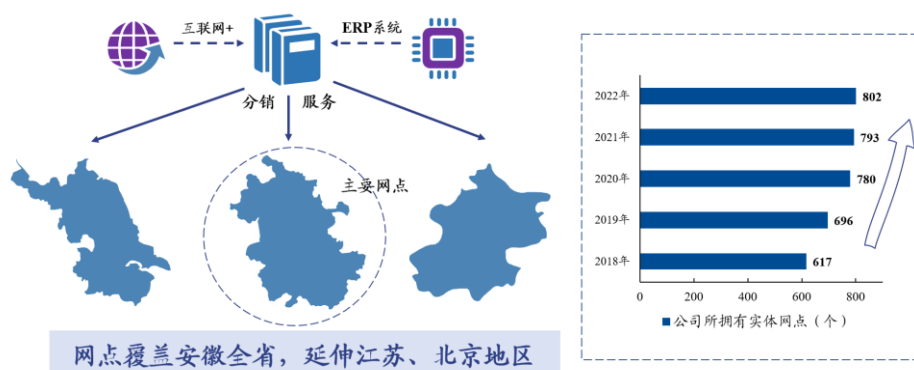 互联网+
ERP系统
分销
服务
主要网点
网点覆盖安徽全省，延伸江苏、北京地区
2022年
802
2021年
793
2020年
780
2019年
696
2018年
617
0
200
400
600
800
公司所拥有实体网点（个）